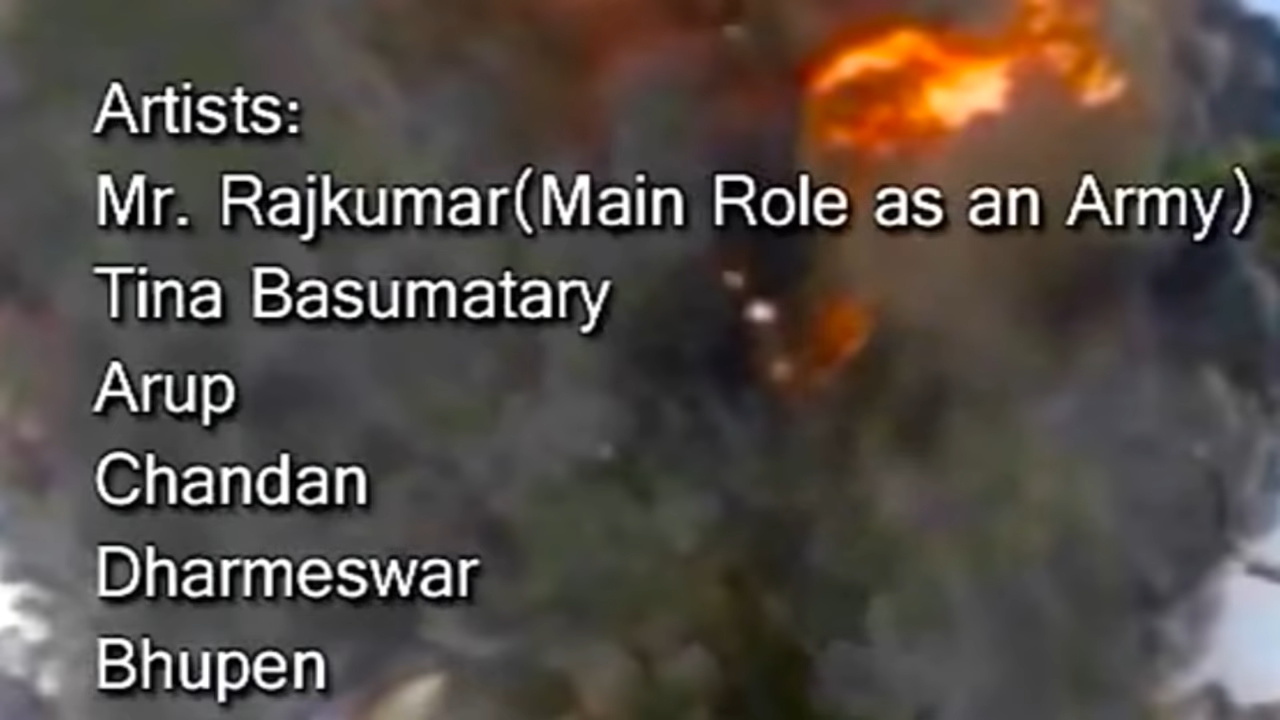 Artists:
Mr. Rajkumar(Main Role as an Army)
Tina Basumatary
Arup
Chandan
Dharmeswar
Bhupen